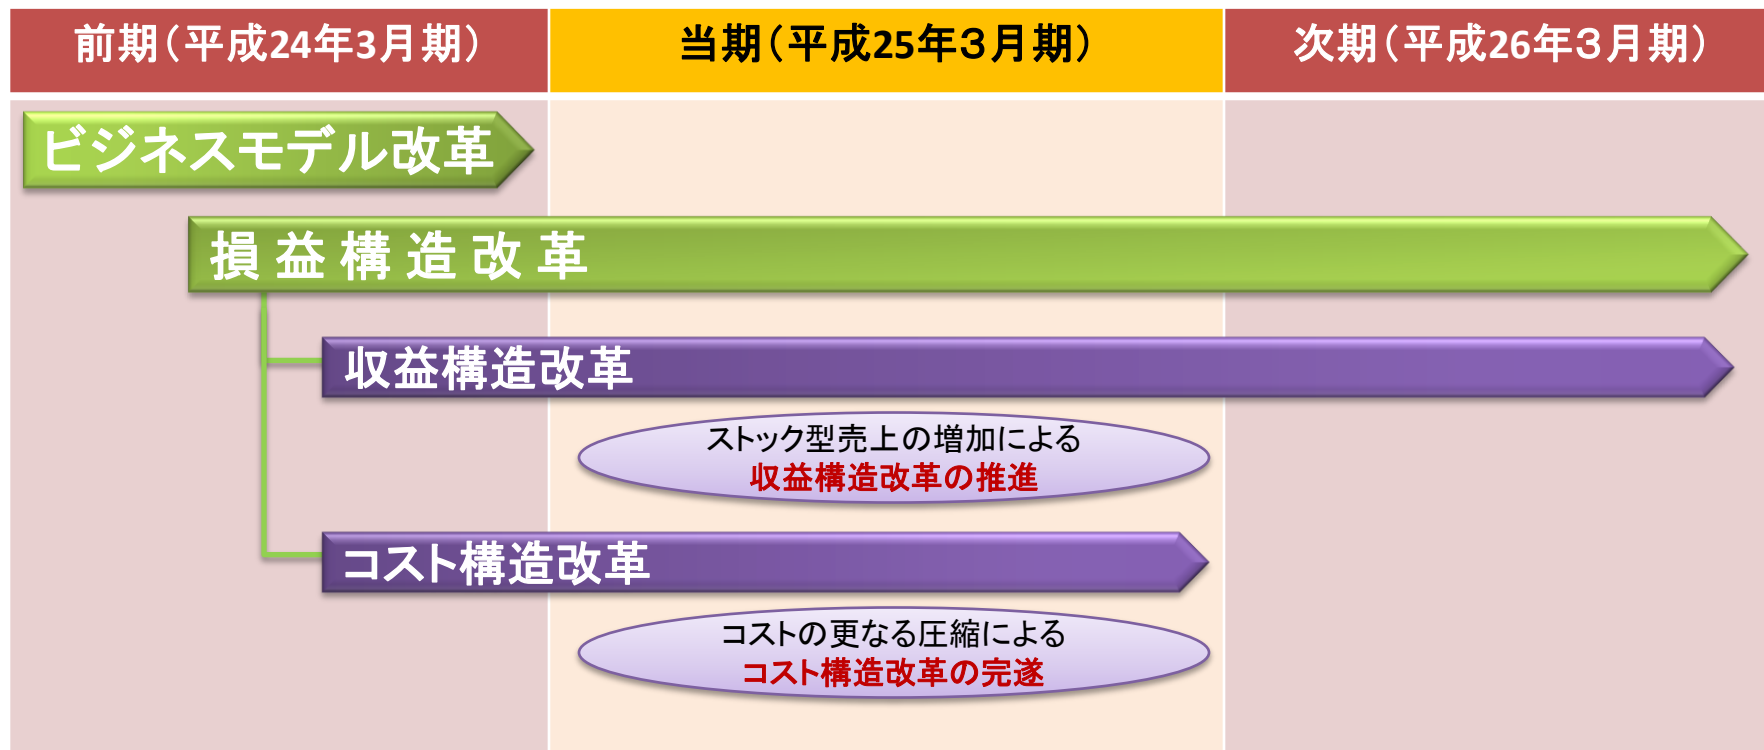 前期（平成24年3月期）
当期（平成25年３月期）
次期（平成26年３月期）
ビジネスモデル改革
損益構造改革
収益構造改革
ストック型売上の増加による
収益構造改革の推進
コスト構造改革
コストの更なる圧縮による
コスト構造改革の完遂